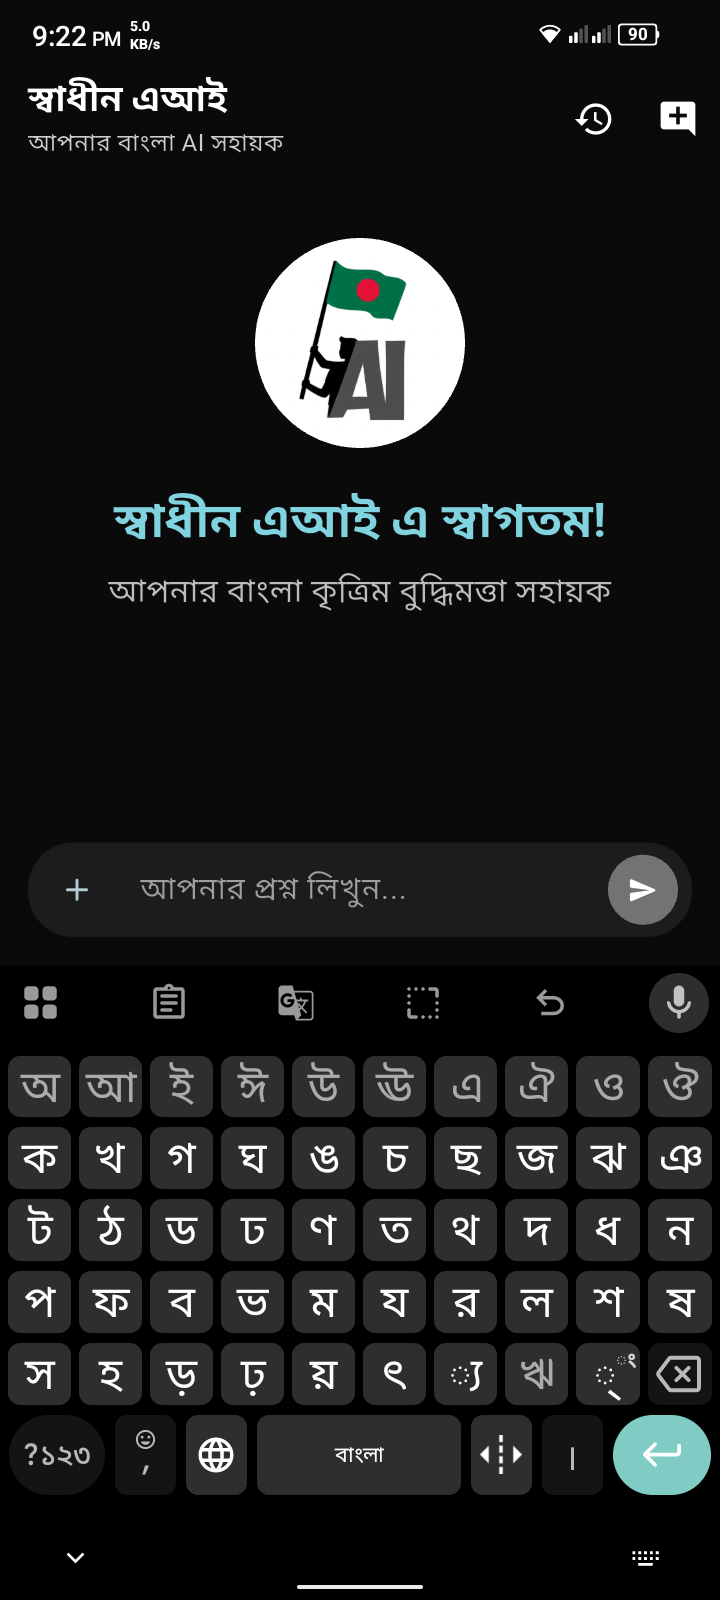 9:22 PM 5.0 KB/s 90
স্বাধীন এআই
আপনার বাংলা AI সহায়ক
AI
স্বাধীন এআই এ স্বাগতম!
আপনার বাংলা কৃত্রিম বুদ্ধিমত্তা সহায়ক
আপনার প্রশ্ন লিখুন...
অ আ ই ঈ উ ঊ এ ঐ ও ঔ
ক খ গ ঘ ঙ চ ছ জ ঝ ঞ
ট ঠ ড ঢ ণ ত থ দ ধ ন
প ফ ব ভ ম য র ল শ ষ
স হ ড় ঢ় য় ৎ ্য ঋ ্ ং
?১২৩ , বাংলা ।